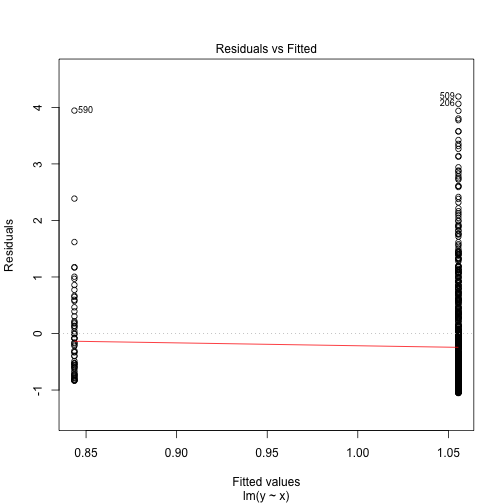 Residuals vs Fitted
Residuals
4
3
2
1
0
-1
590
509
206
0.85 0.90 0.95 1.00 1.05
Fitted values
lm(y ~ x)